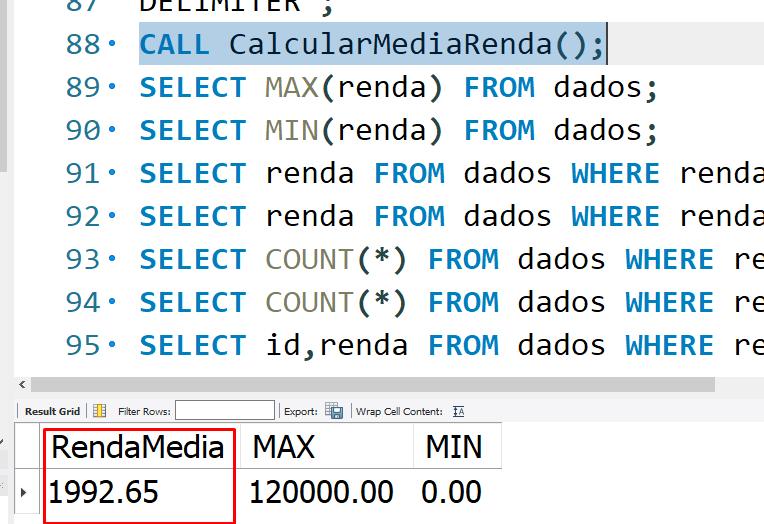 87 DELIMITER ;
88 CALL CalcularMediaRenda();
89 SELECT MAX(renda) FROM dados;
90 SELECT MIN(renda) FROM dados;
91 SELECT renda FROM dados WHERE renda
92 SELECT renda FROM dados WHERE renda
93 SELECT COUNT(*) FROM dados WHERE re
94 SELECT COUNT(*) FROM dados WHERE re
95 SELECT id,renda FROM dados WHERE re
Result Grid Filter Rows: Export: Wrap Cell Content:
RendaMedia MAX MIN
1992.65 120000.00 0.00